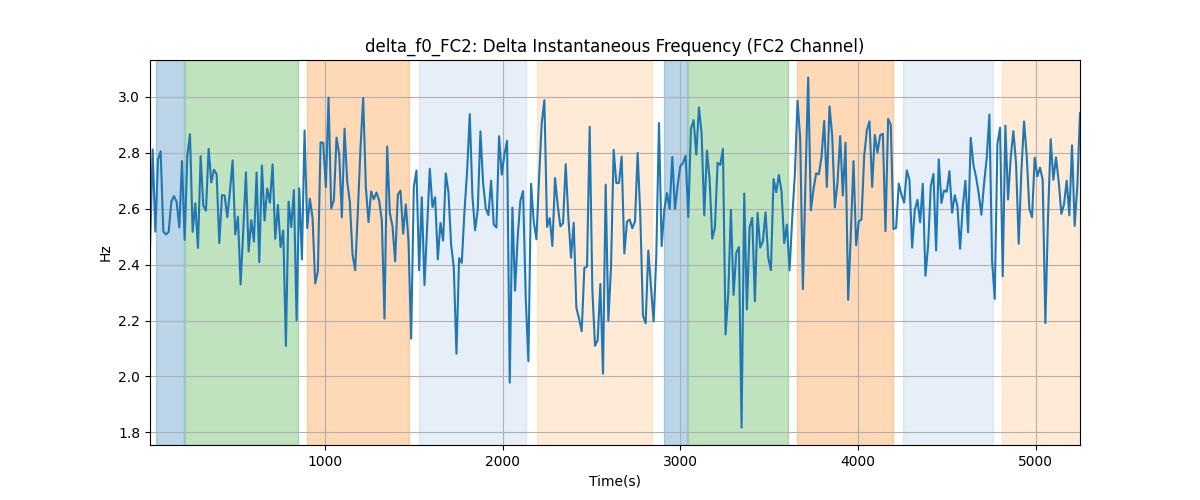 delta_f0_FC2: Delta Instantaneous Frequency (FC2 Channel)
3.0
2.8
2.6
2.4
2.2
2.0
1.8
Hz
1000 2000 3000 4000 5000
Time(s)